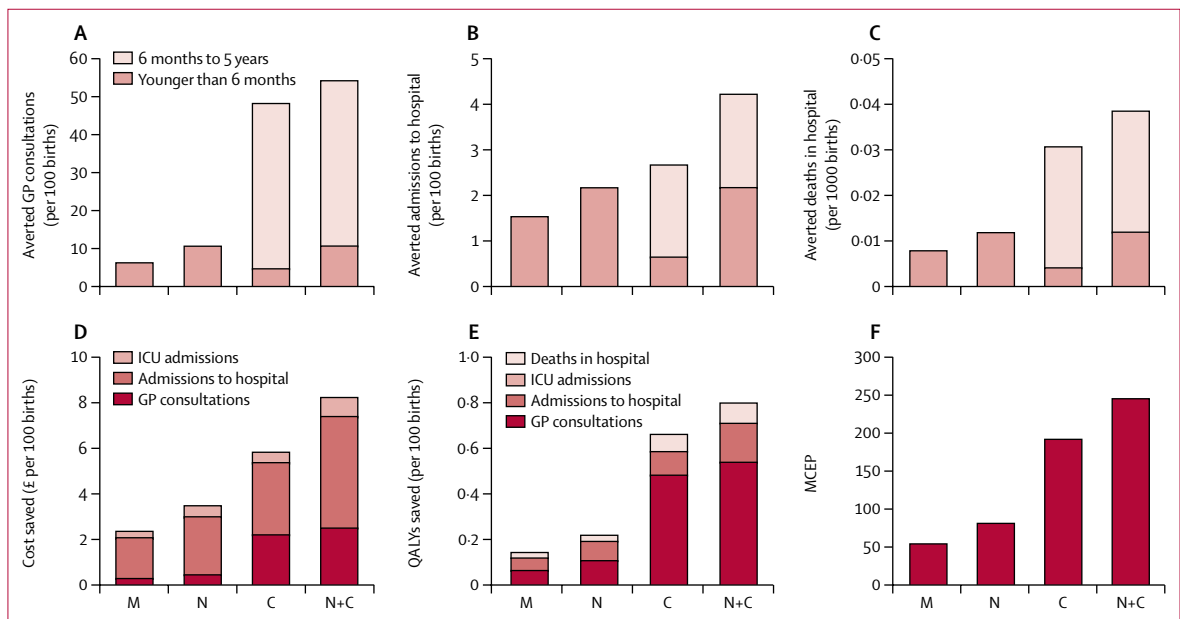 A
6 months to 5 years
Younger than 6 months
Averted GP consultations
(per 100 births)
60
50
40
30
20
10
0
B
Averted admissions to hospital
(per 100 births)
5
4
3
2
1
0
C
Averted deaths in hospital
(per 1000 births)
0·05
0·04
0·03
0·02
0·01
0
D
ICU admissions
Admissions to hospital
GP consultations
Cost saved (£ per 100 births)
10
8
6
4
2
0
M
N
C
N+C
E
Deaths in hospital
ICU admissions
Admissions to hospital
GP consultations
QALYs saved (per 100 births)
1·0
0·8
0·6
0·4
0·2
0
M
N
C
N+C
F
MCEP
300
250
200
150
100
50
0
M
N
C
N+C